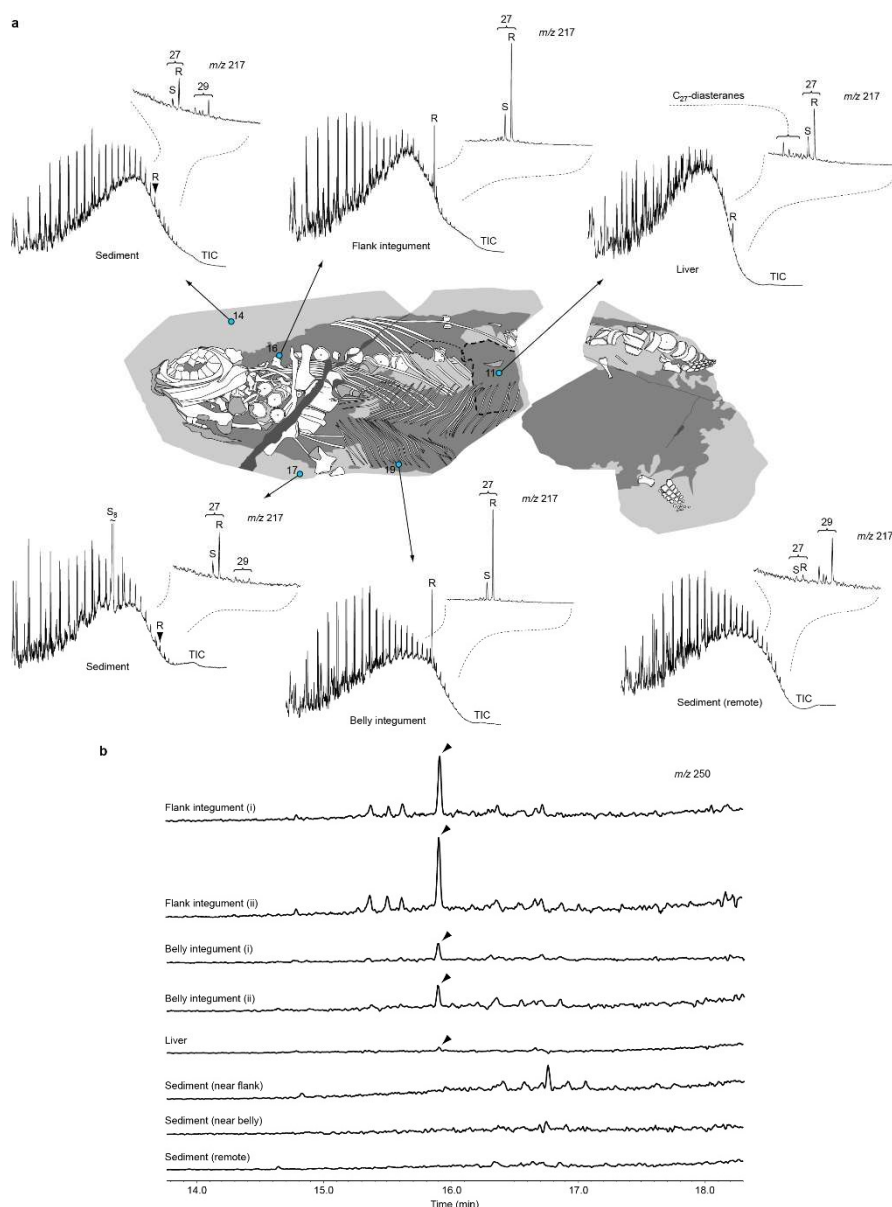 a
27
R
S
29
m/z 217
R
TIC
Sediment
27
R
S
m/z 217
R
TIC
Flank integument
C27-diasteranes
27
R
S
m/z 217
R
TIC
Liver
14
16
11
17
19
S8
27
R
S
29
m/z 217
R
TIC
Sediment
27
R
S
m/z 217
R
TIC
Belly integument
27
S R
29
m/z 217
TIC
Sediment (remote)
b
m/z 250
Flank integument (i)
Flank integument (ii)
Belly integument (i)
Belly integument (ii)
Liver
Sediment (near flank)
Sediment (near belly)
Sediment (remote)
14.0 15.0 16.0 17.0 18.0
Time (min)